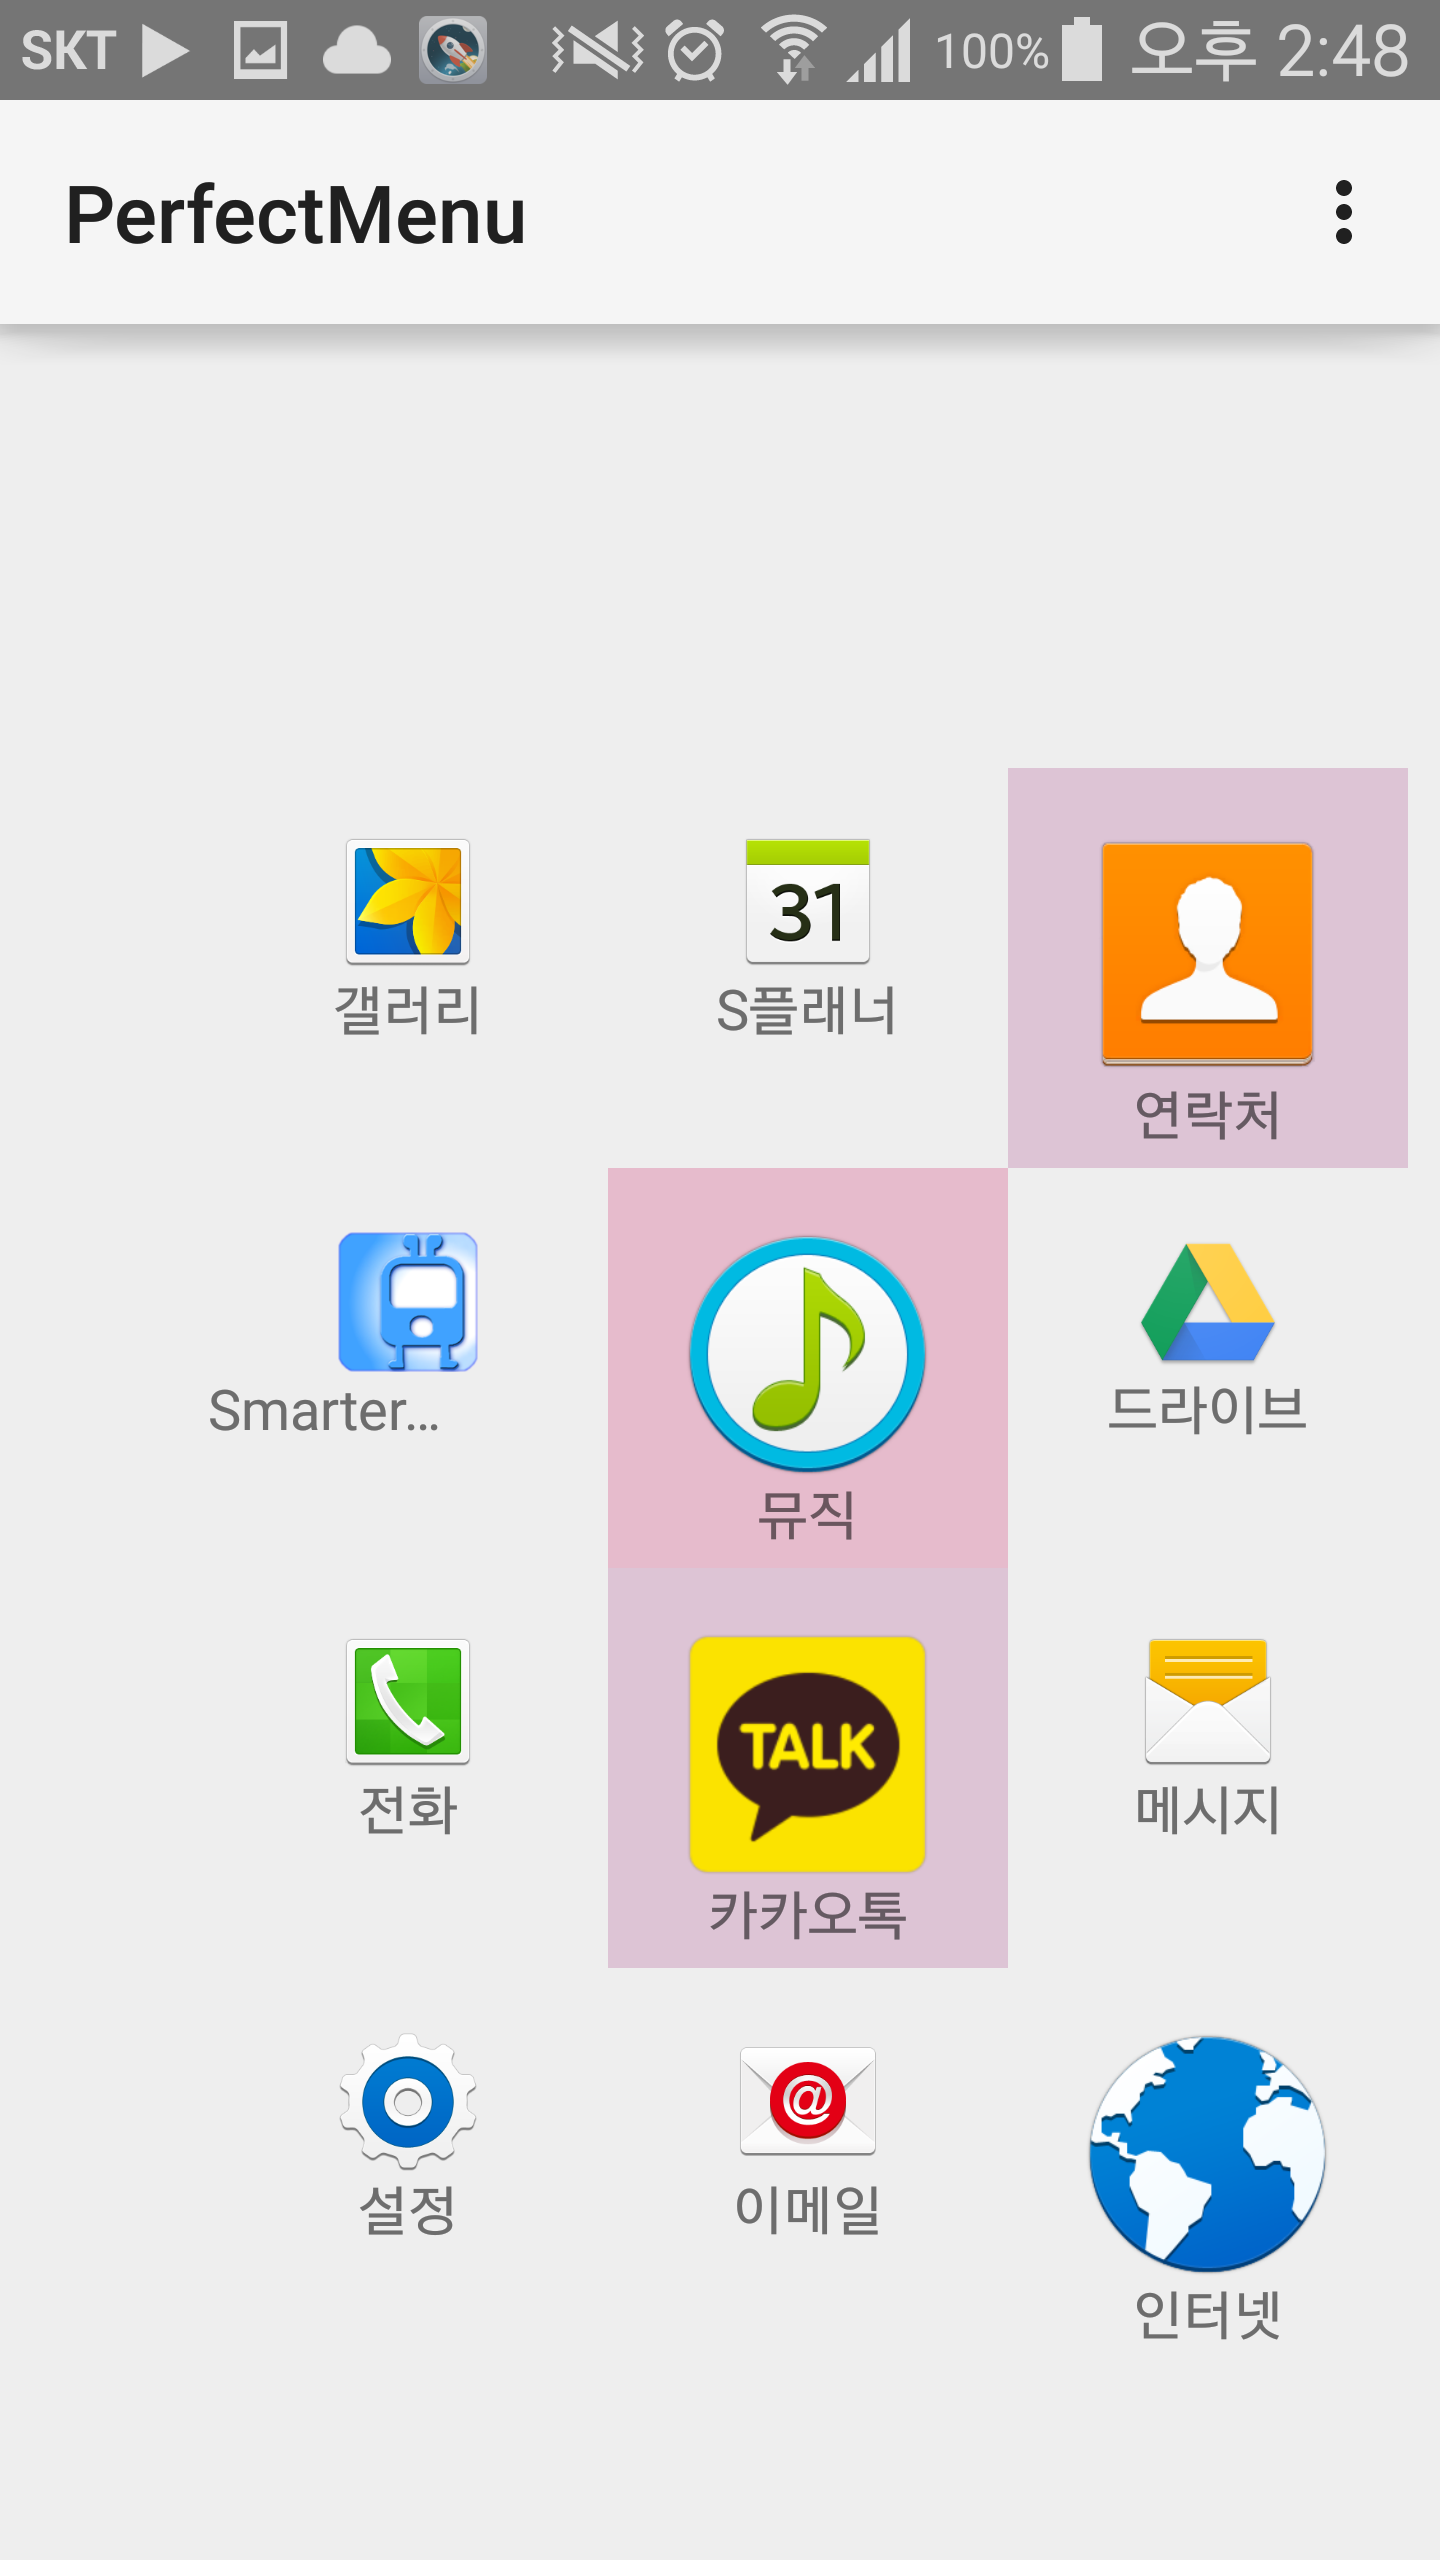 SKT 100% 오후 2:48
PerfectMenu
31
갤러리 S플래너 연락처
Smarter... 뮤직 드라이브
TALK
전화 카카오톡 메시지
@
설정 이메일 인터넷